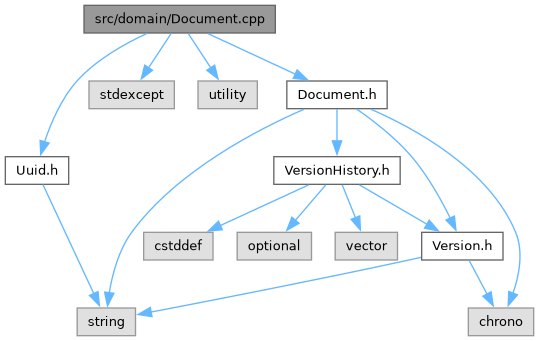 src/domain/Document.cpp
stdexcept
utility
Document.h
Uuid.h
VersionHistory.h
cstddef
optional
vector
Version.h
string
chrono